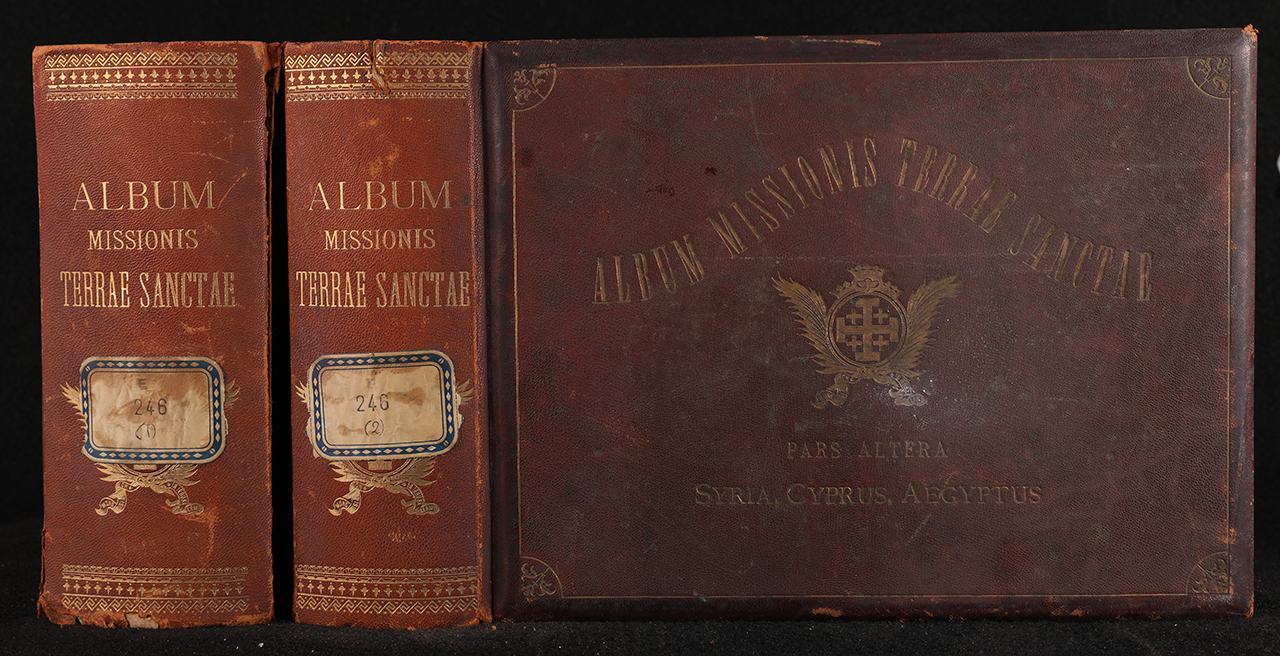 ALBUM
MISSIONIS
TERRAE SANCTAE
E
246
(1)
ALBUM
MISSIONIS
TERRAE SANCTAE
246
(2)
ALBUM MISSIONIS TERRAE SANCTAE
PARS ALTERA
SYRIA, CYPRUS, AEGYPTUS